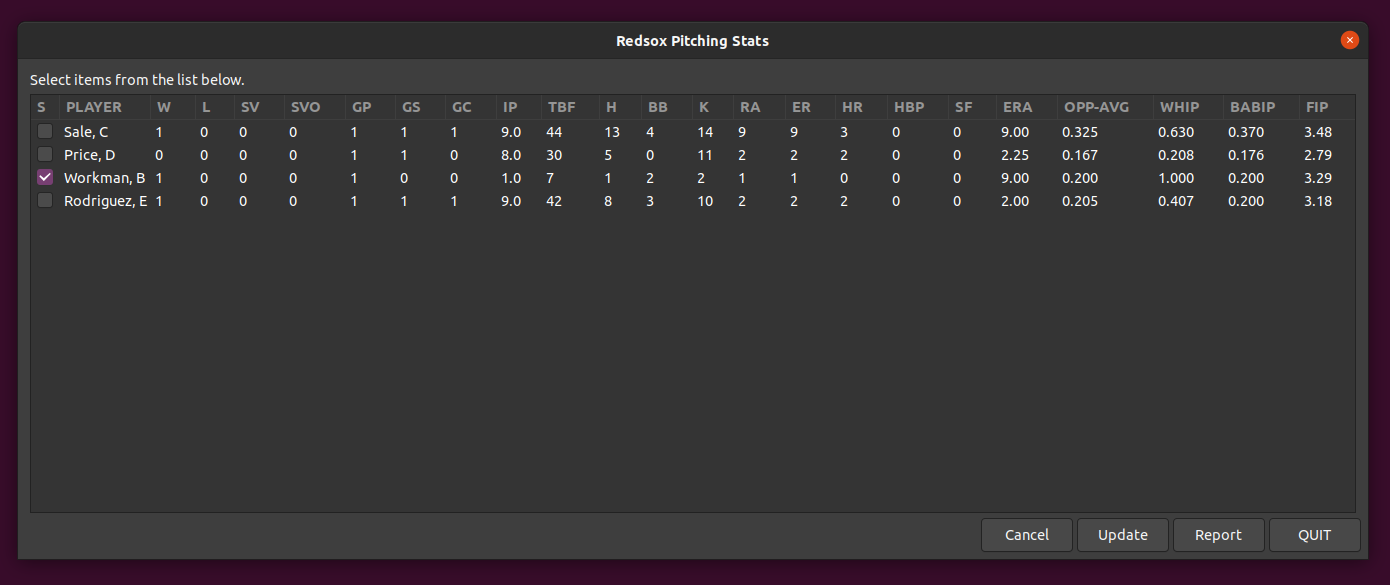 Redsox Pitching Stats
Select items from the list below.
S PLAYER W L SV SVO GP GS GC IP TBF H BB K RA ER HR HBP SF ERA OPP-AVG WHIP BABIP FIP
Sale, C 1 0 0 0 1 1 1 9.0 44 13 4 14 9 9 3 0 0 9.00 0.325 0.630 0.370 3.48
Price, D 0 0 0 0 1 1 0 8.0 30 5 0 11 2 2 2 0 0 2.25 0.167 0.208 0.176 2.79
Workman, B 1 0 0 0 1 0 0 1.0 7 1 2 2 1 1 0 0 0 9.00 0.200 1.000 0.200 3.29
Rodriguez, E 1 0 0 0 1 1 1 9.0 42 8 3 10 2 2 2 0 0 2.00 0.205 0.407 0.200 3.18
Cancel Update Report QUIT